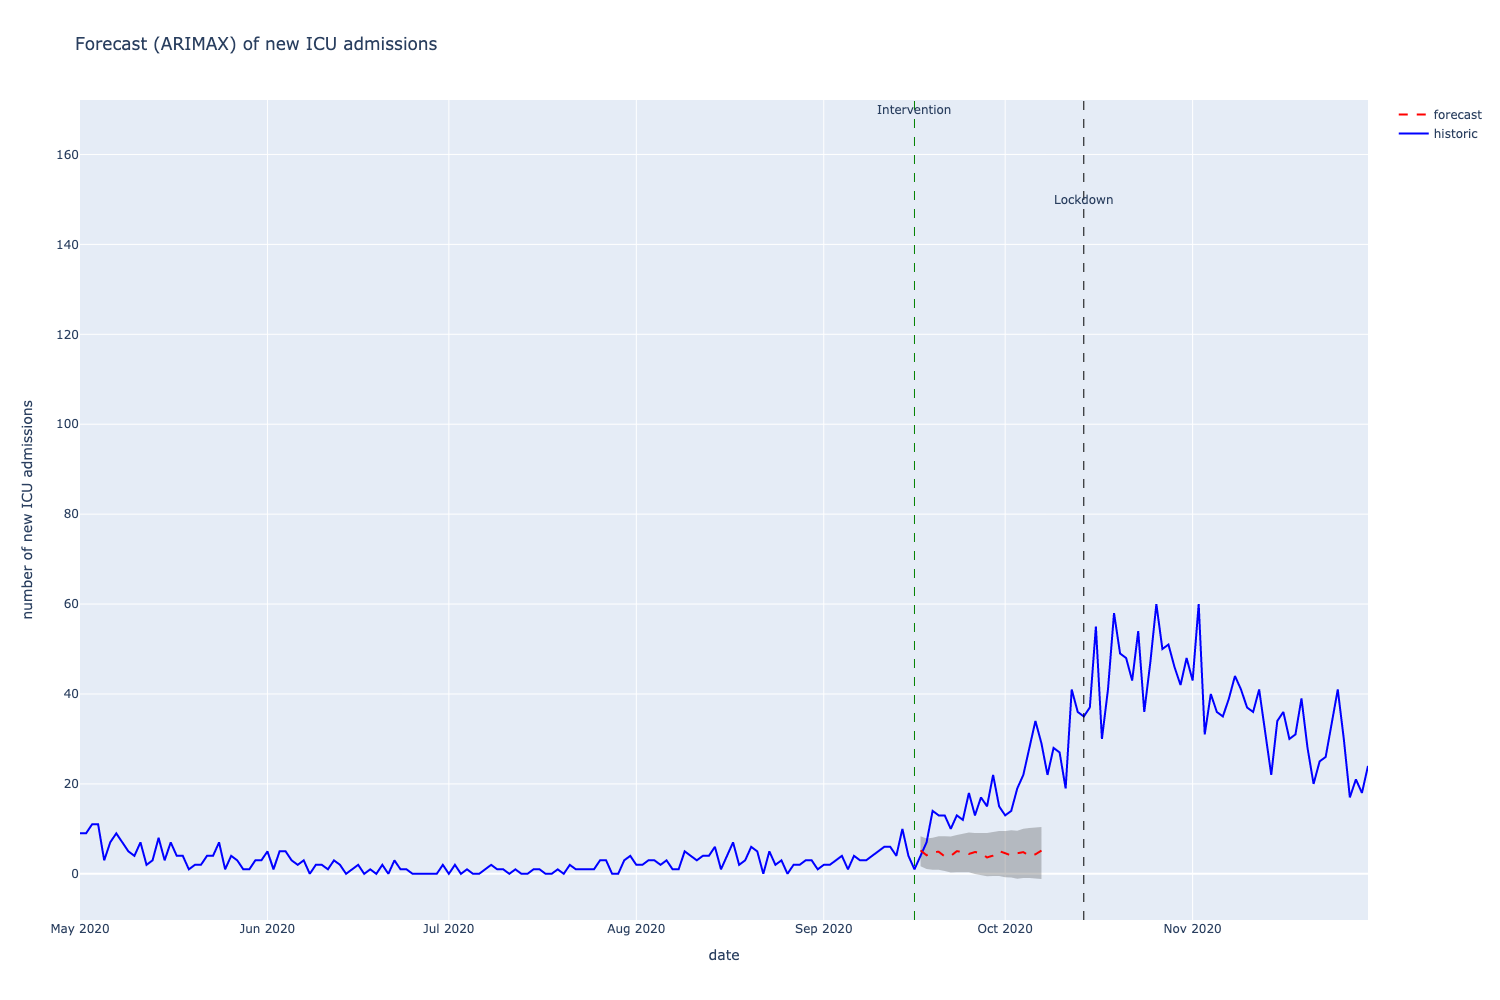 Forecast (ARIMAX) of new ICU admissions
Intervention
Lockdown
forecast
historic
160
140
120
100
80
60
40
20
0
number of new ICU admissions
May 2020
Jun 2020
Jul 2020
Aug 2020
Sep 2020
Oct 2020
Nov 2020
date